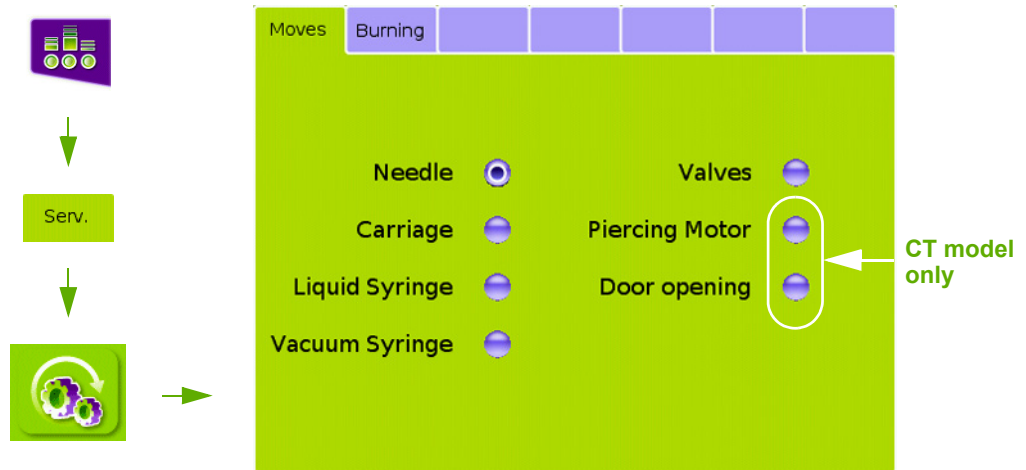 Moves
Burning
Serv.
Needle
Valves
Carriage
Piercing Motor
Liquid Syringe
Door opening
Vacuum Syringe
CT model
only